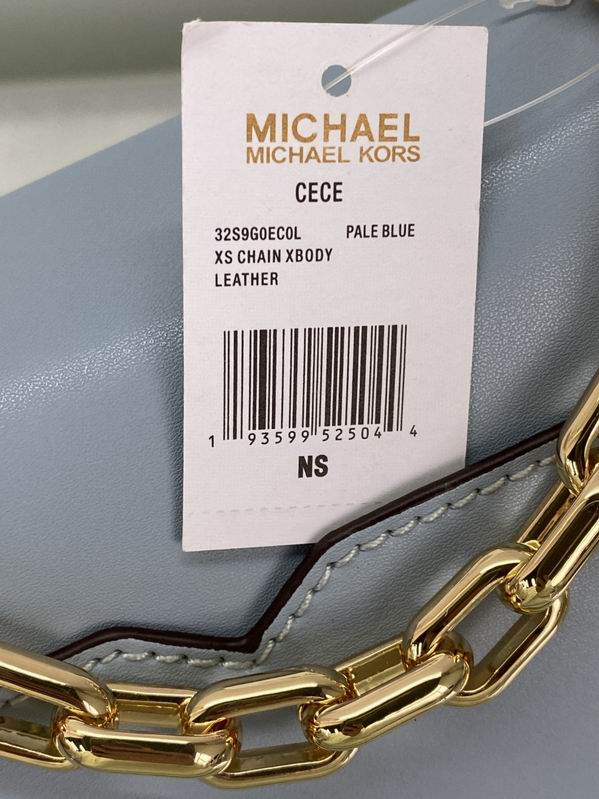 MICHAEL
MICHAEL KORS
CECE
32S9G0EC0L PALE BLUE
XS CHAIN XBODY
LEATHER
1 93599 52504 4
NS